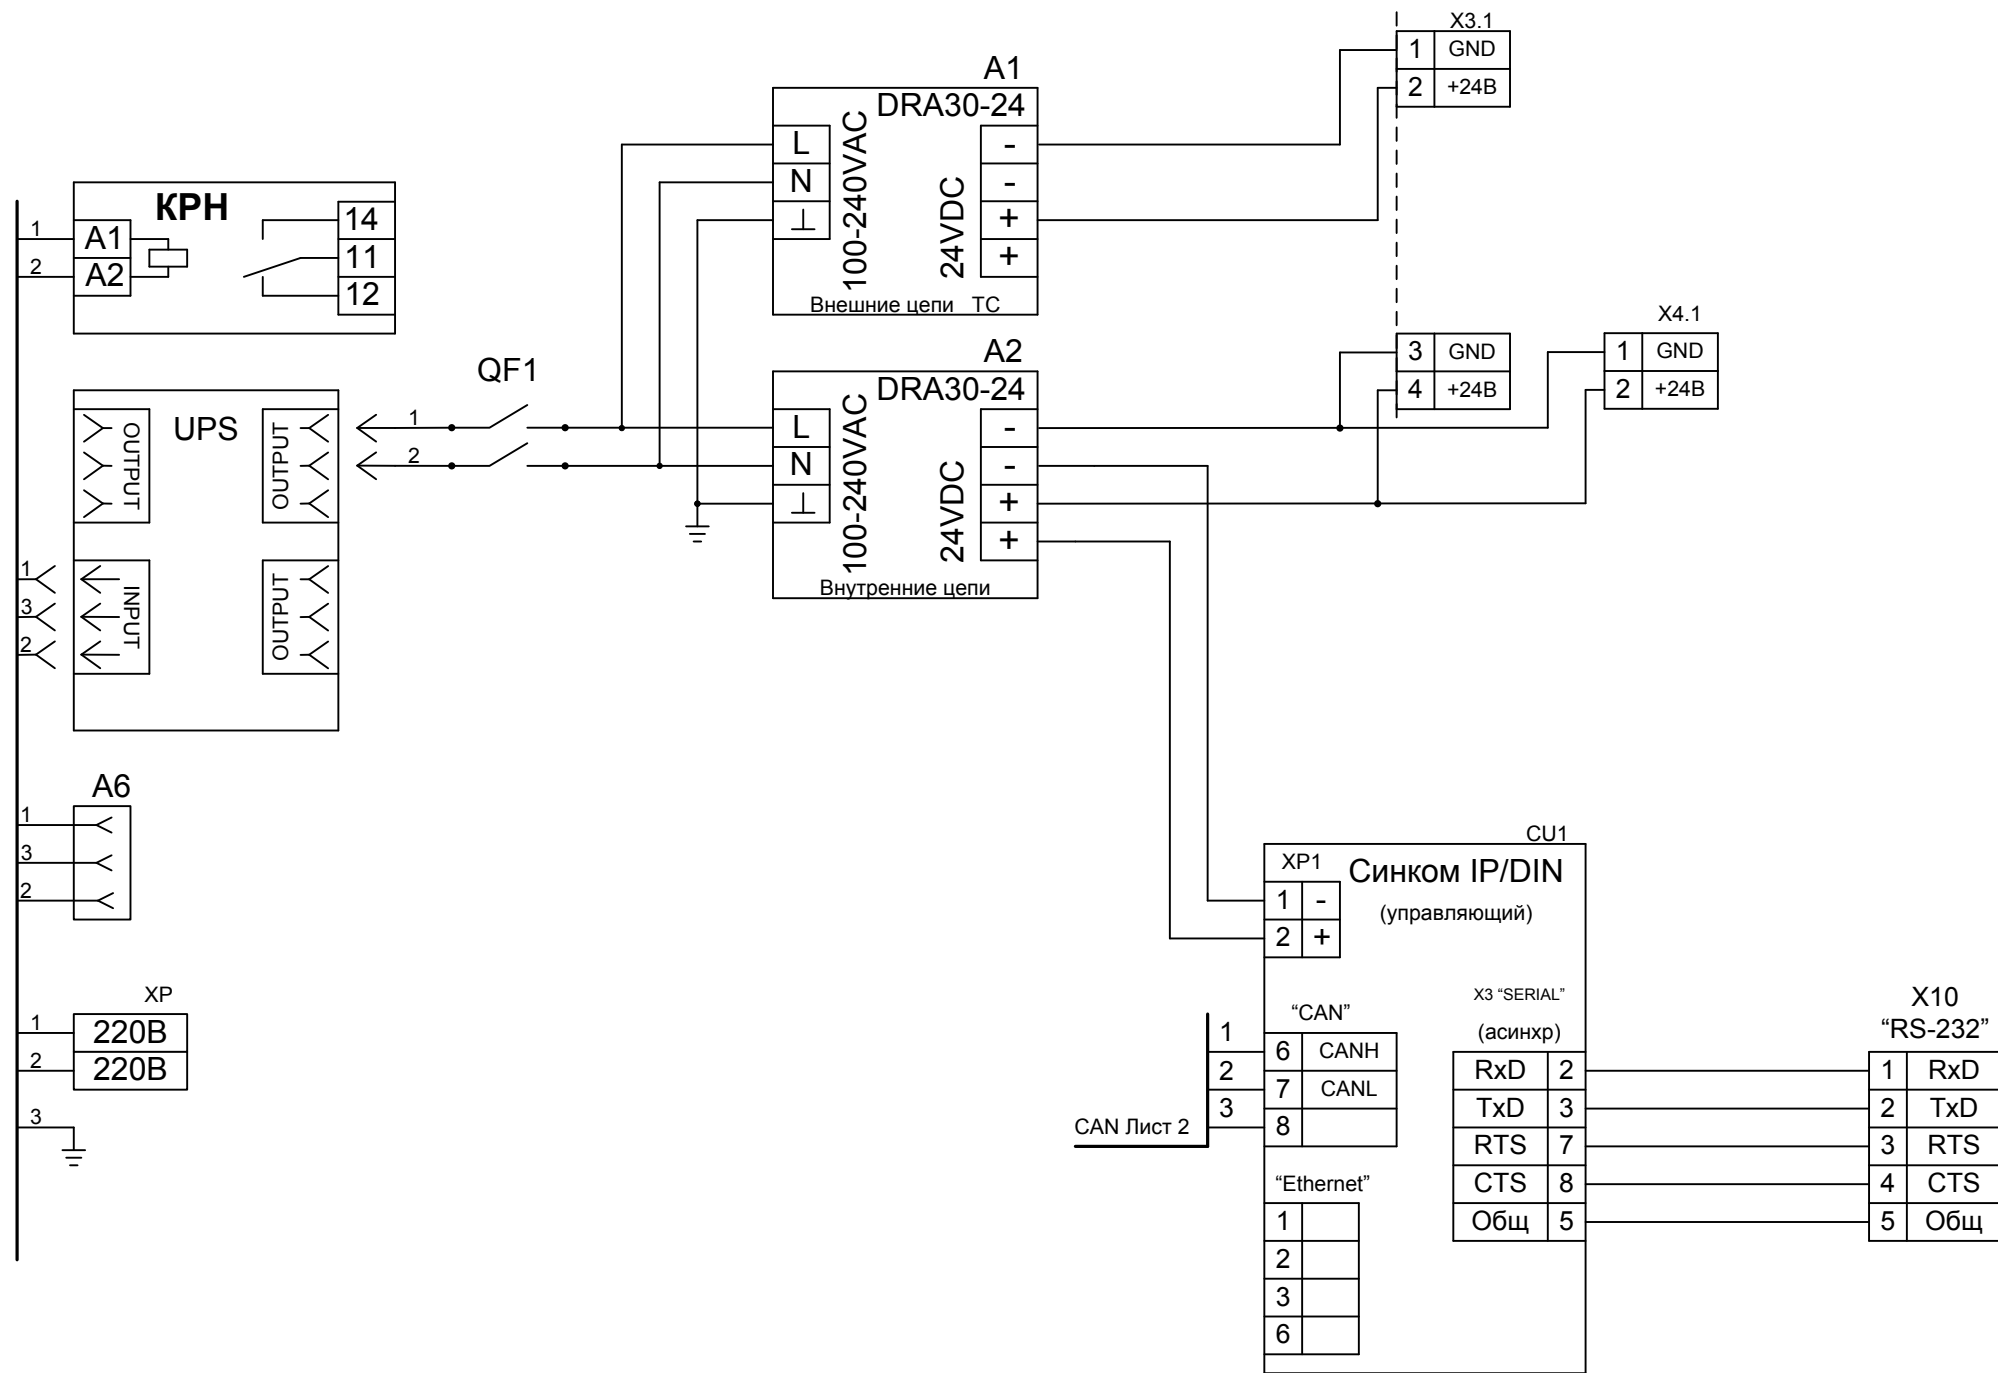 X3.1
1 GND
2 +24В
A1
DRA30-24
L
N
⊥
100-240VAC
24VDC
-
-
+
+
Внешние цепи ТС
КРН
1 A1
2 A2
14
11
12
X4.1
1 GND
2 +24В
3 GND
4 +24В
A2
DRA30-24
L
N
⊥
100-240VAC
24VDC
-
-
+
+
Внутренние цепи
QF1
1
2
UPS
OUTPUT
OUTPUT
INPUT
OUTPUT
1
3
2
A6
1
3
2
XP
1 220В
2 220В
3
CU1
XP1
Синком IP/DIN
(управляющий)
1 -
2 +
“CAN”
1
2
3
6 CANH
7 CANL
8
CAN Лист 2
“Ethernet”
1
2
3
6
X3 “SERIAL”
(асинхр)
RxD 2
TxD 3
RTS 7
CTS 8
Общ 5
X10
“RS-232”
1 RxD
2 TxD
3 RTS
4 CTS
5 Общ